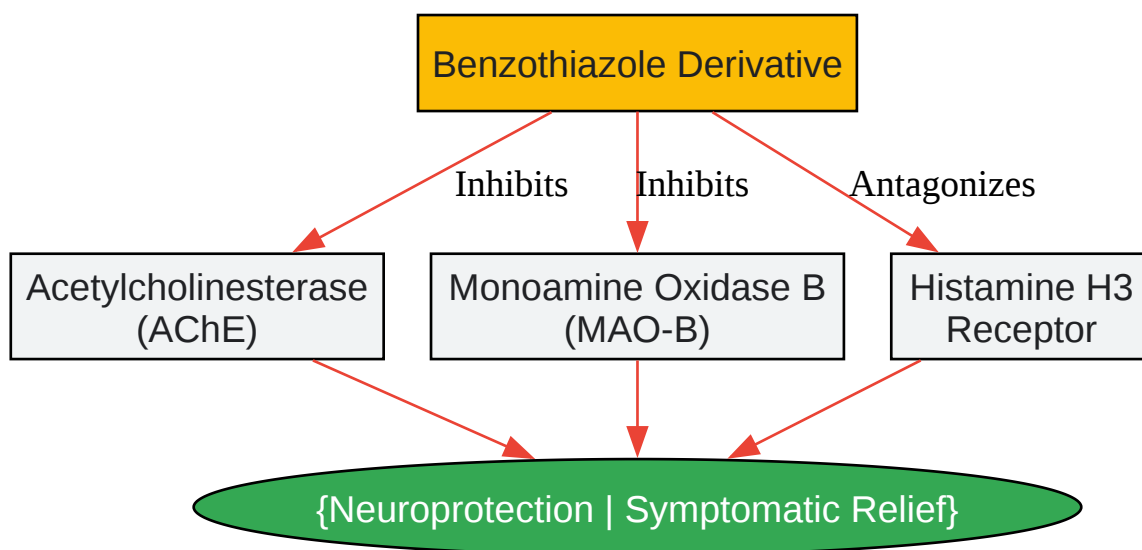 Benzothiazole Derivative
Inhibits
Inhibits
Antagonizes
Acetylcholinesterase
(AChE)
Monoamine Oxidase B
(MAO-B)
Histamine H3
Receptor
{Neuroprotection | Symptomatic Relief}